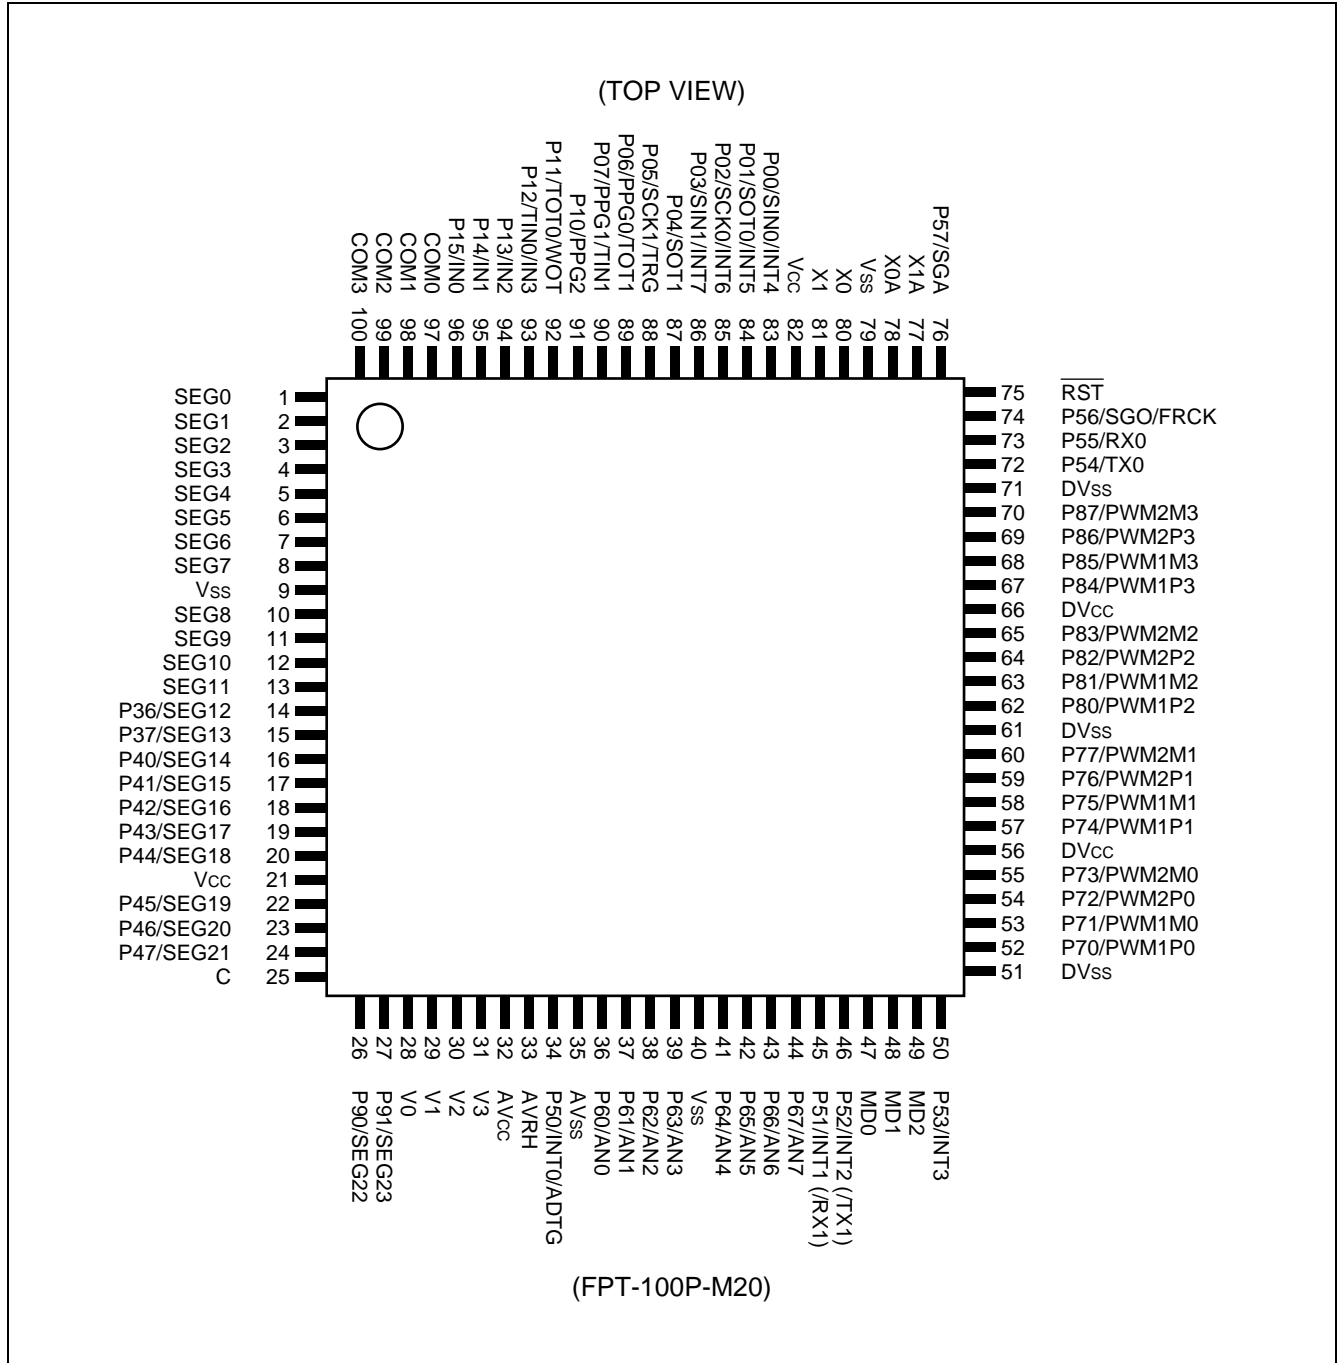 (TOP VIEW)
COM3 100
COM2 99
COM1 98
COM0 97
P15/IN0 96
P14/IN1 95
P13/IN2 94
P12/TIN0/IN3 93
P11/TOT0/WOT 92
P10/PPG2 91
P07/PPG1/TIN1 90
P06/PPG0/TOT1 89
P05/SCK1/TRG 88
P04/SOT1 87
P03/SIN1/INT7 86
P02/SCK0/INT6 85
P01/SOT0/INT5 84
P00/SIN0/INT4 83
Vcc 82
X1 81
X0 80
Vss 79
X0A 78
X1A 77
P57/SGA 76
SEG0 1
SEG1 2
SEG2 3
SEG3 4
SEG4 5
SEG5 6
SEG6 7
SEG7 8
Vss 9
SEG8 10
SEG9 11
SEG10 12
SEG11 13
P36/SEG12 14
P37/SEG13 15
P40/SEG14 16
P41/SEG15 17
P42/SEG16 18
P43/SEG17 19
P44/SEG18 20
Vcc 21
P45/SEG19 22
P46/SEG20 23
P47/SEG21 24
C 25
75 RST
74 P56/SGO/FRCK
73 P55/RX0
72 P54/TX0
71 DVss
70 P87/PWM2M3
69 P86/PWM2P3
68 P85/PWM1M3
67 P84/PWM1P3
66 DVcc
65 P83/PWM2M2
64 P82/PWM2P2
63 P81/PWM1M2
62 P80/PWM1P2
61 DVss
60 P77/PWM2M1
59 P76/PWM2P1
58 P75/PWM1M1
57 P74/PWM1P1
56 DVcc
55 P73/PWM2M0
54 P72/PWM2P0
53 P71/PWM1M0
52 P70/PWM1P0
51 DVss
26 P90/SEG22
27 P91/SEG23
28 V0
29 V1
30 V2
31 V3
32 AVcc
33 AVRH
34 P50/INT0/ADTG
35 AVss
36 P60/AN0
37 P61/AN1
38 P62/AN2
39 P63/AN3
40 Vss
41 P64/AN4
42 P65/AN5
43 P66/AN6
44 P67/AN7
45 P51/INT1 (/RX1)
46 P52/INT2 (/TX1)
47 MD0
48 MD1
49 MD2
50 P53/INT3
(FPT-100P-M20)